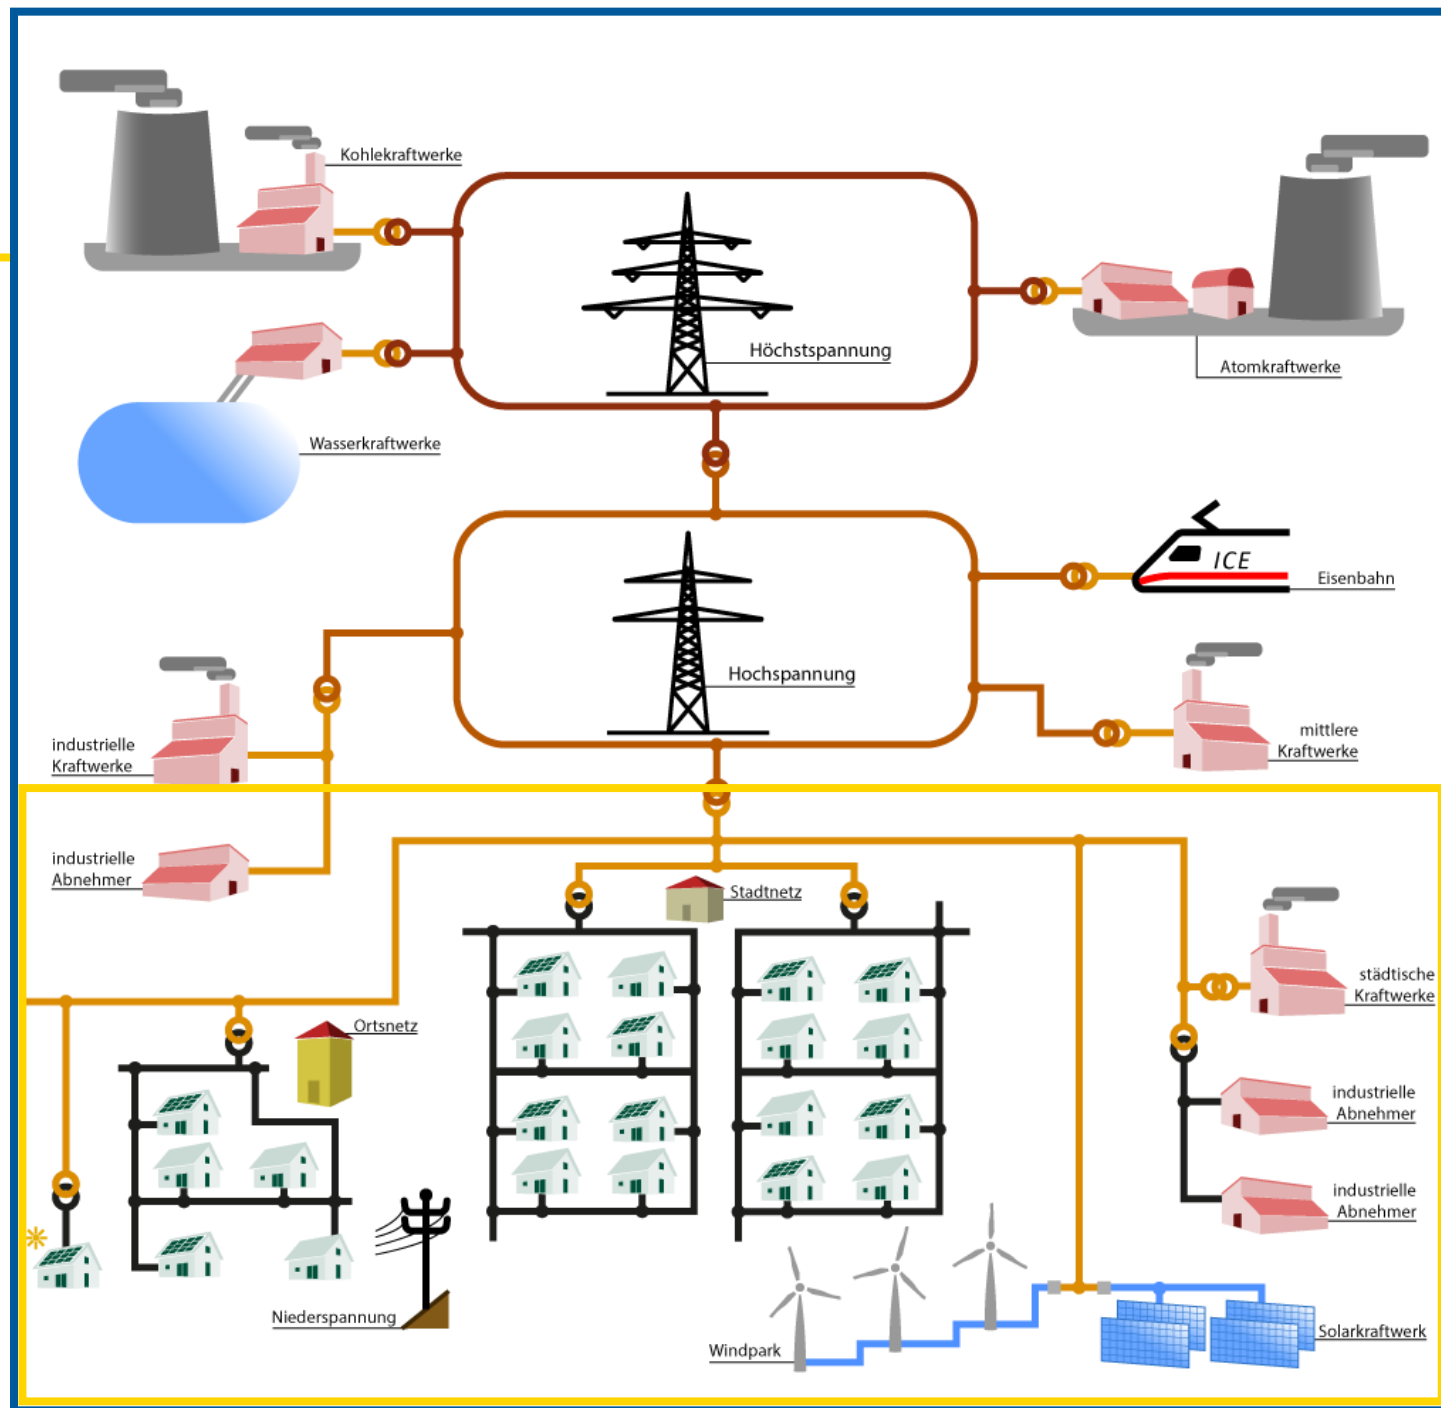 Kohlekraftwerke
Höchstspannung
Atomkraftwerke
Wasserkraftwerke
ICE
Eisenbahn
Hochspannung
industrielle
Kraftwerke
mittlere
Kraftwerke
industrielle
Abnehmer
Stadtnetz
städtische
Kraftwerke
Ortsnetz
industrielle
Abnehmer
industrielle
Abnehmer
Niederspannung
Windpark
Solarkraftwerk